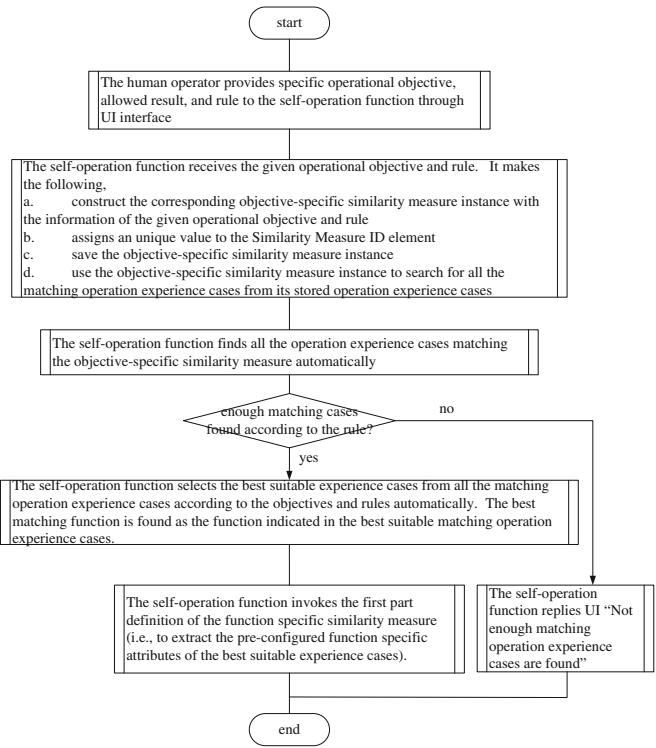 start
The human operator provides specific operational objective,
allowed result, and rule to the self-operation function through
UI interface
The self-operation function receives the given operational objective and rule. It makes
the following,
a. construct the corresponding objective-specific similarity measure instance with
the information of the given operational objective and rule
b. assigns an unique value to the Similarity Measure ID element
c. save the objective-specific similarity measure instance
d. use the objective-specific similarity measure instance to search for all the
matching operation experience cases from its stored operation experience cases
The self-operation function finds all the operation experience cases matching
the objective-specific similarity measure automatically
enough matching cases
found according to the rule?
no
yes
The self-operation function selects the best suitable experience cases from all the matching
operation experience cases according to the objectives and rules automatically. The best
matching function is found as the function indicated in the best suitable matching operation
experience cases.
The self-operation function invokes the first part
definition of the function specific similarity measure
(i.e., to extract the pre-configured function specific
attributes of the best suitable experience cases).
The self-operation
function replies UI “Not
enough matching
operation experience
cases are found”
end